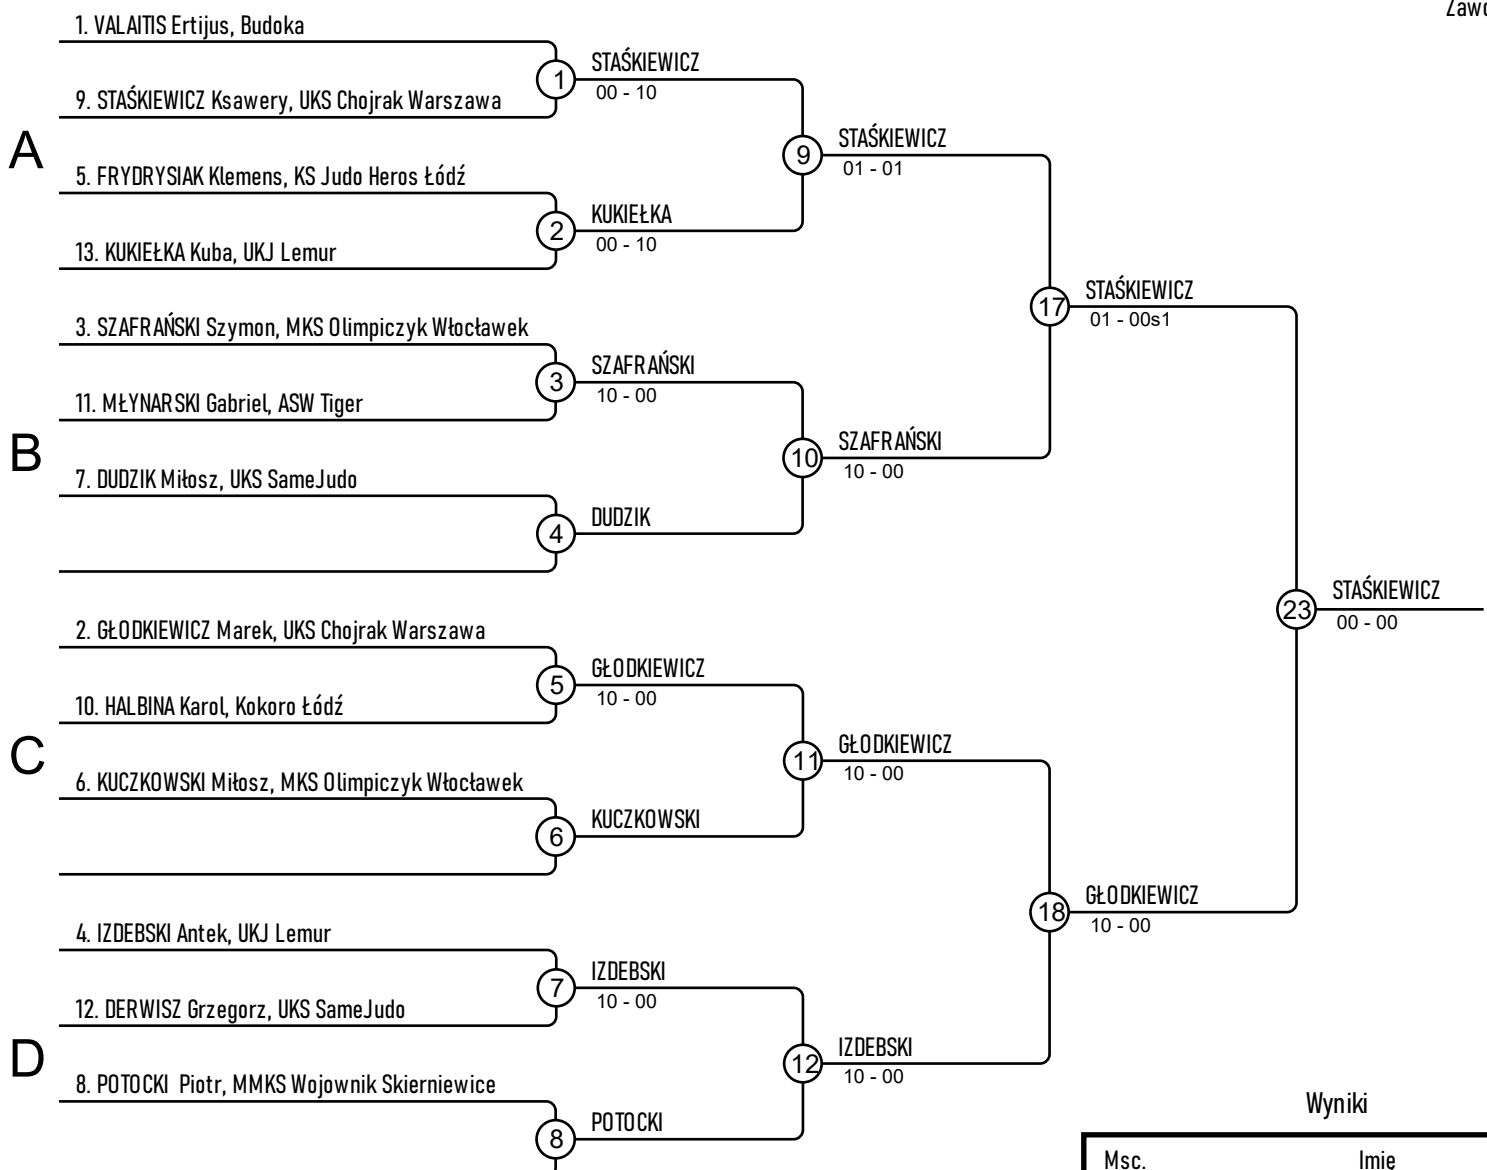 Zawo
1. VALAITIS Ertijus, Budoka
STAŚKIEWICZ
1
00 - 10
9. STAŚKIEWICZ Ksawery, UKS Chojrak Warszawa
A
STAŚKIEWICZ
9
01 - 01
5. FRYDRYSIAK Klemens, KS Judo Heros Łódź
KUKIEŁKA
2
00 - 10
13. KUKIEŁKA Kuba, UKJ Lemur
STAŚKIEWICZ
17
01 - 00s1
3. SZAFRAŃSKI Szymon, MKS Olimpiczyk Włocławek
SZAFRAŃSKI
3
10 - 00
11. MŁYNARSKI Gabriel, ASW Tiger
B
SZAFRAŃSKI
10
10 - 00
7. DUDZIK Miłosz, UKS SameJudo
DUDZIK
4
STAŚKIEWICZ
23
00 - 00
2. GŁODKIEWICZ Marek, UKS Chojrak Warszawa
GŁODKIEWICZ
5
10 - 00
10. HALBINA Karol, Kokoro Łódź
C
GŁODKIEWICZ
11
10 - 00
6. KUCZKOWSKI Miłosz, MKS Olimpiczyk Włocławek
KUCZKOWSKI
6
GŁODKIEWICZ
18
10 - 00
4. IZDEBSKI Antek, UKJ Lemur
IZDEBSKI
7
10 - 00
12. DERWISZ Grzegorz, UKS SameJudo
D
IZDEBSKI
12
10 - 00
8. POTOCKI  Piotr, MMKS Wojownik Skierniewice
POTOCKI
8
Wyniki
Msc. Imię